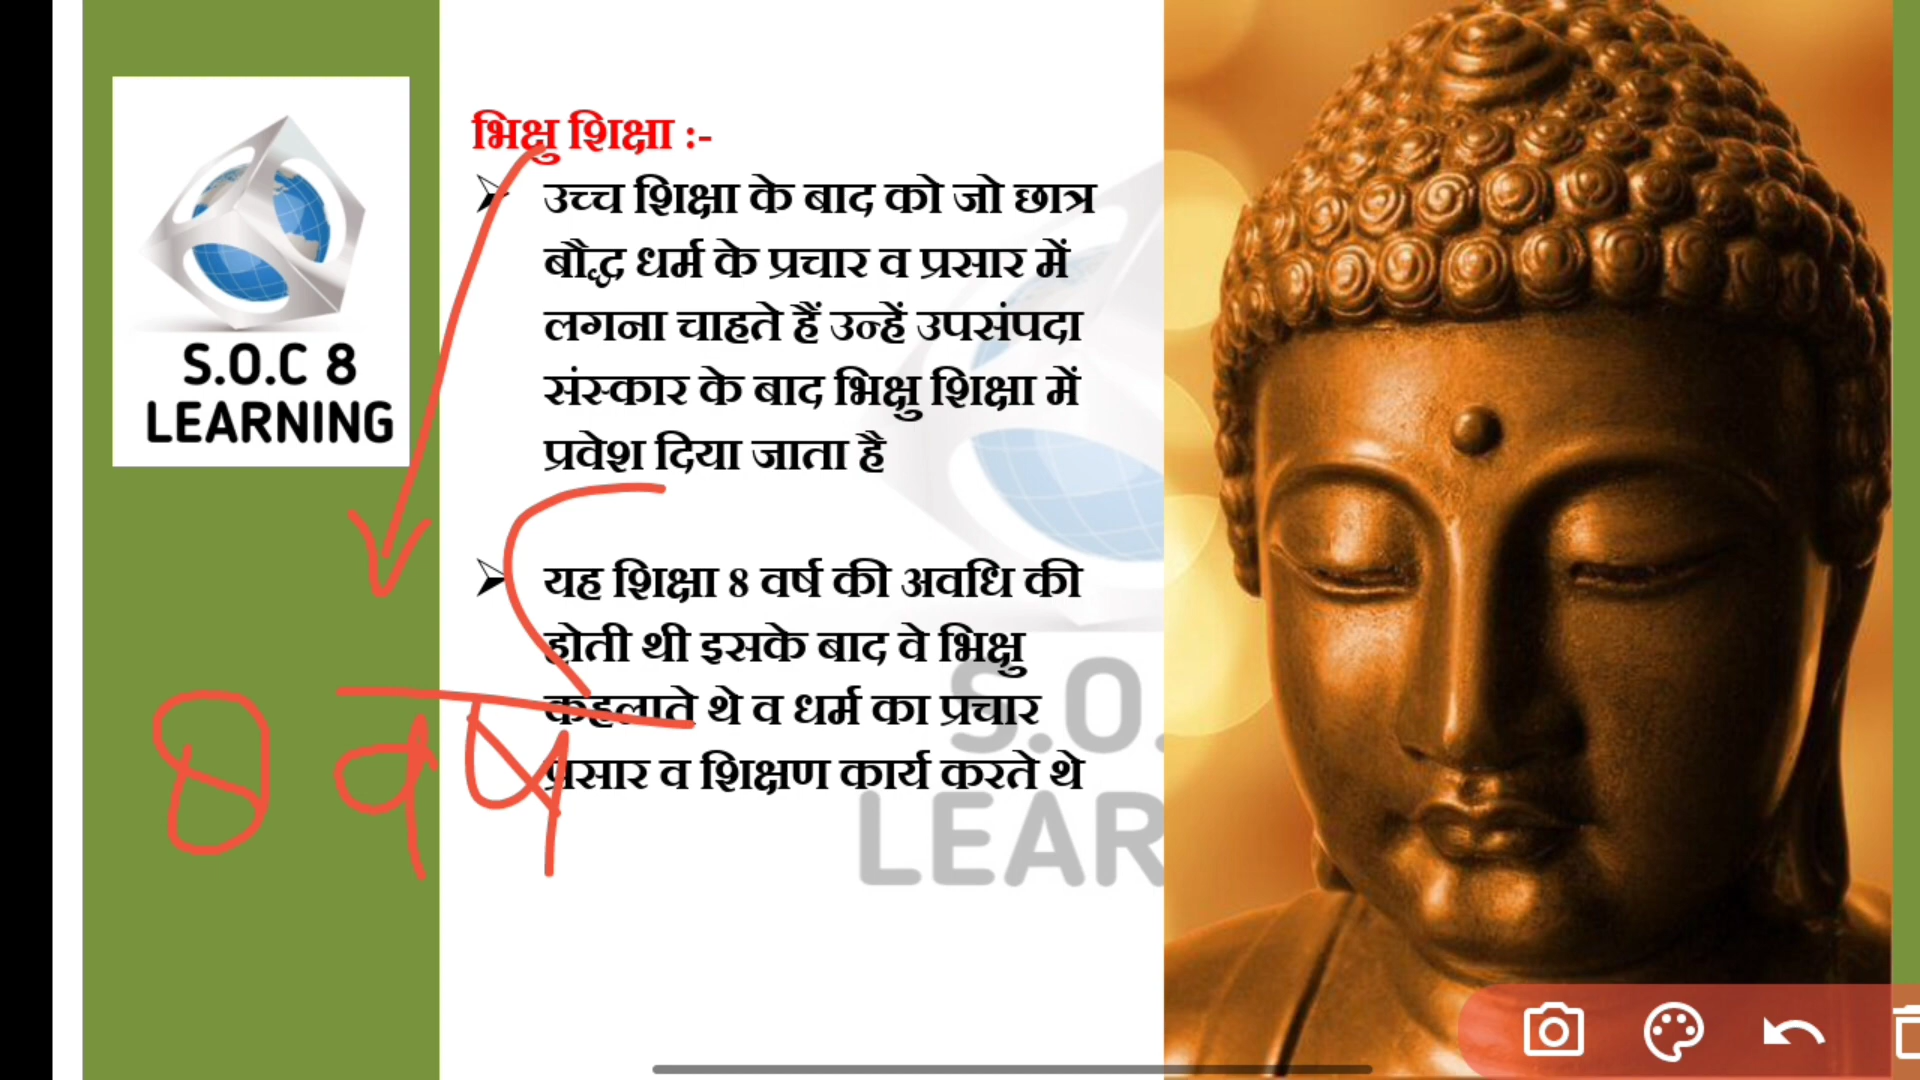 S.O.C 8
LEARNING
भिक्षु शिक्षा :-
उच्च शिक्षा के बाद को जो छात्र
बौद्ध धर्म के प्रचार व प्रसार में
लगना चाहते हैं उन्हें उपसंपदा
संस्कार के बाद भिक्षु शिक्षा में
प्रवेश दिया जाता है
यह शिक्षा 8 वर्ष की अवधि की
होती थी इसके बाद वे भिक्षु
कहलाते थे व धर्म का प्रचार
प्रसार व शिक्षण कार्य करते थे
8 वर्ष
S.O.
LEAR